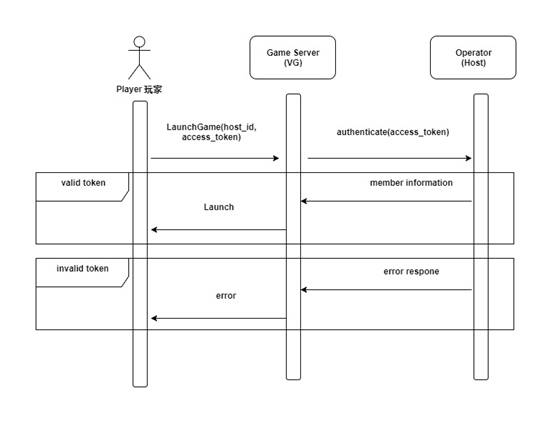 Game Server
(VG)
Operator
(Host)
Player 玩家
LaunchGame(host_id,
access_token)
authenticate(access_token)
valid token
member information
Launch
invalid token
error respone
error